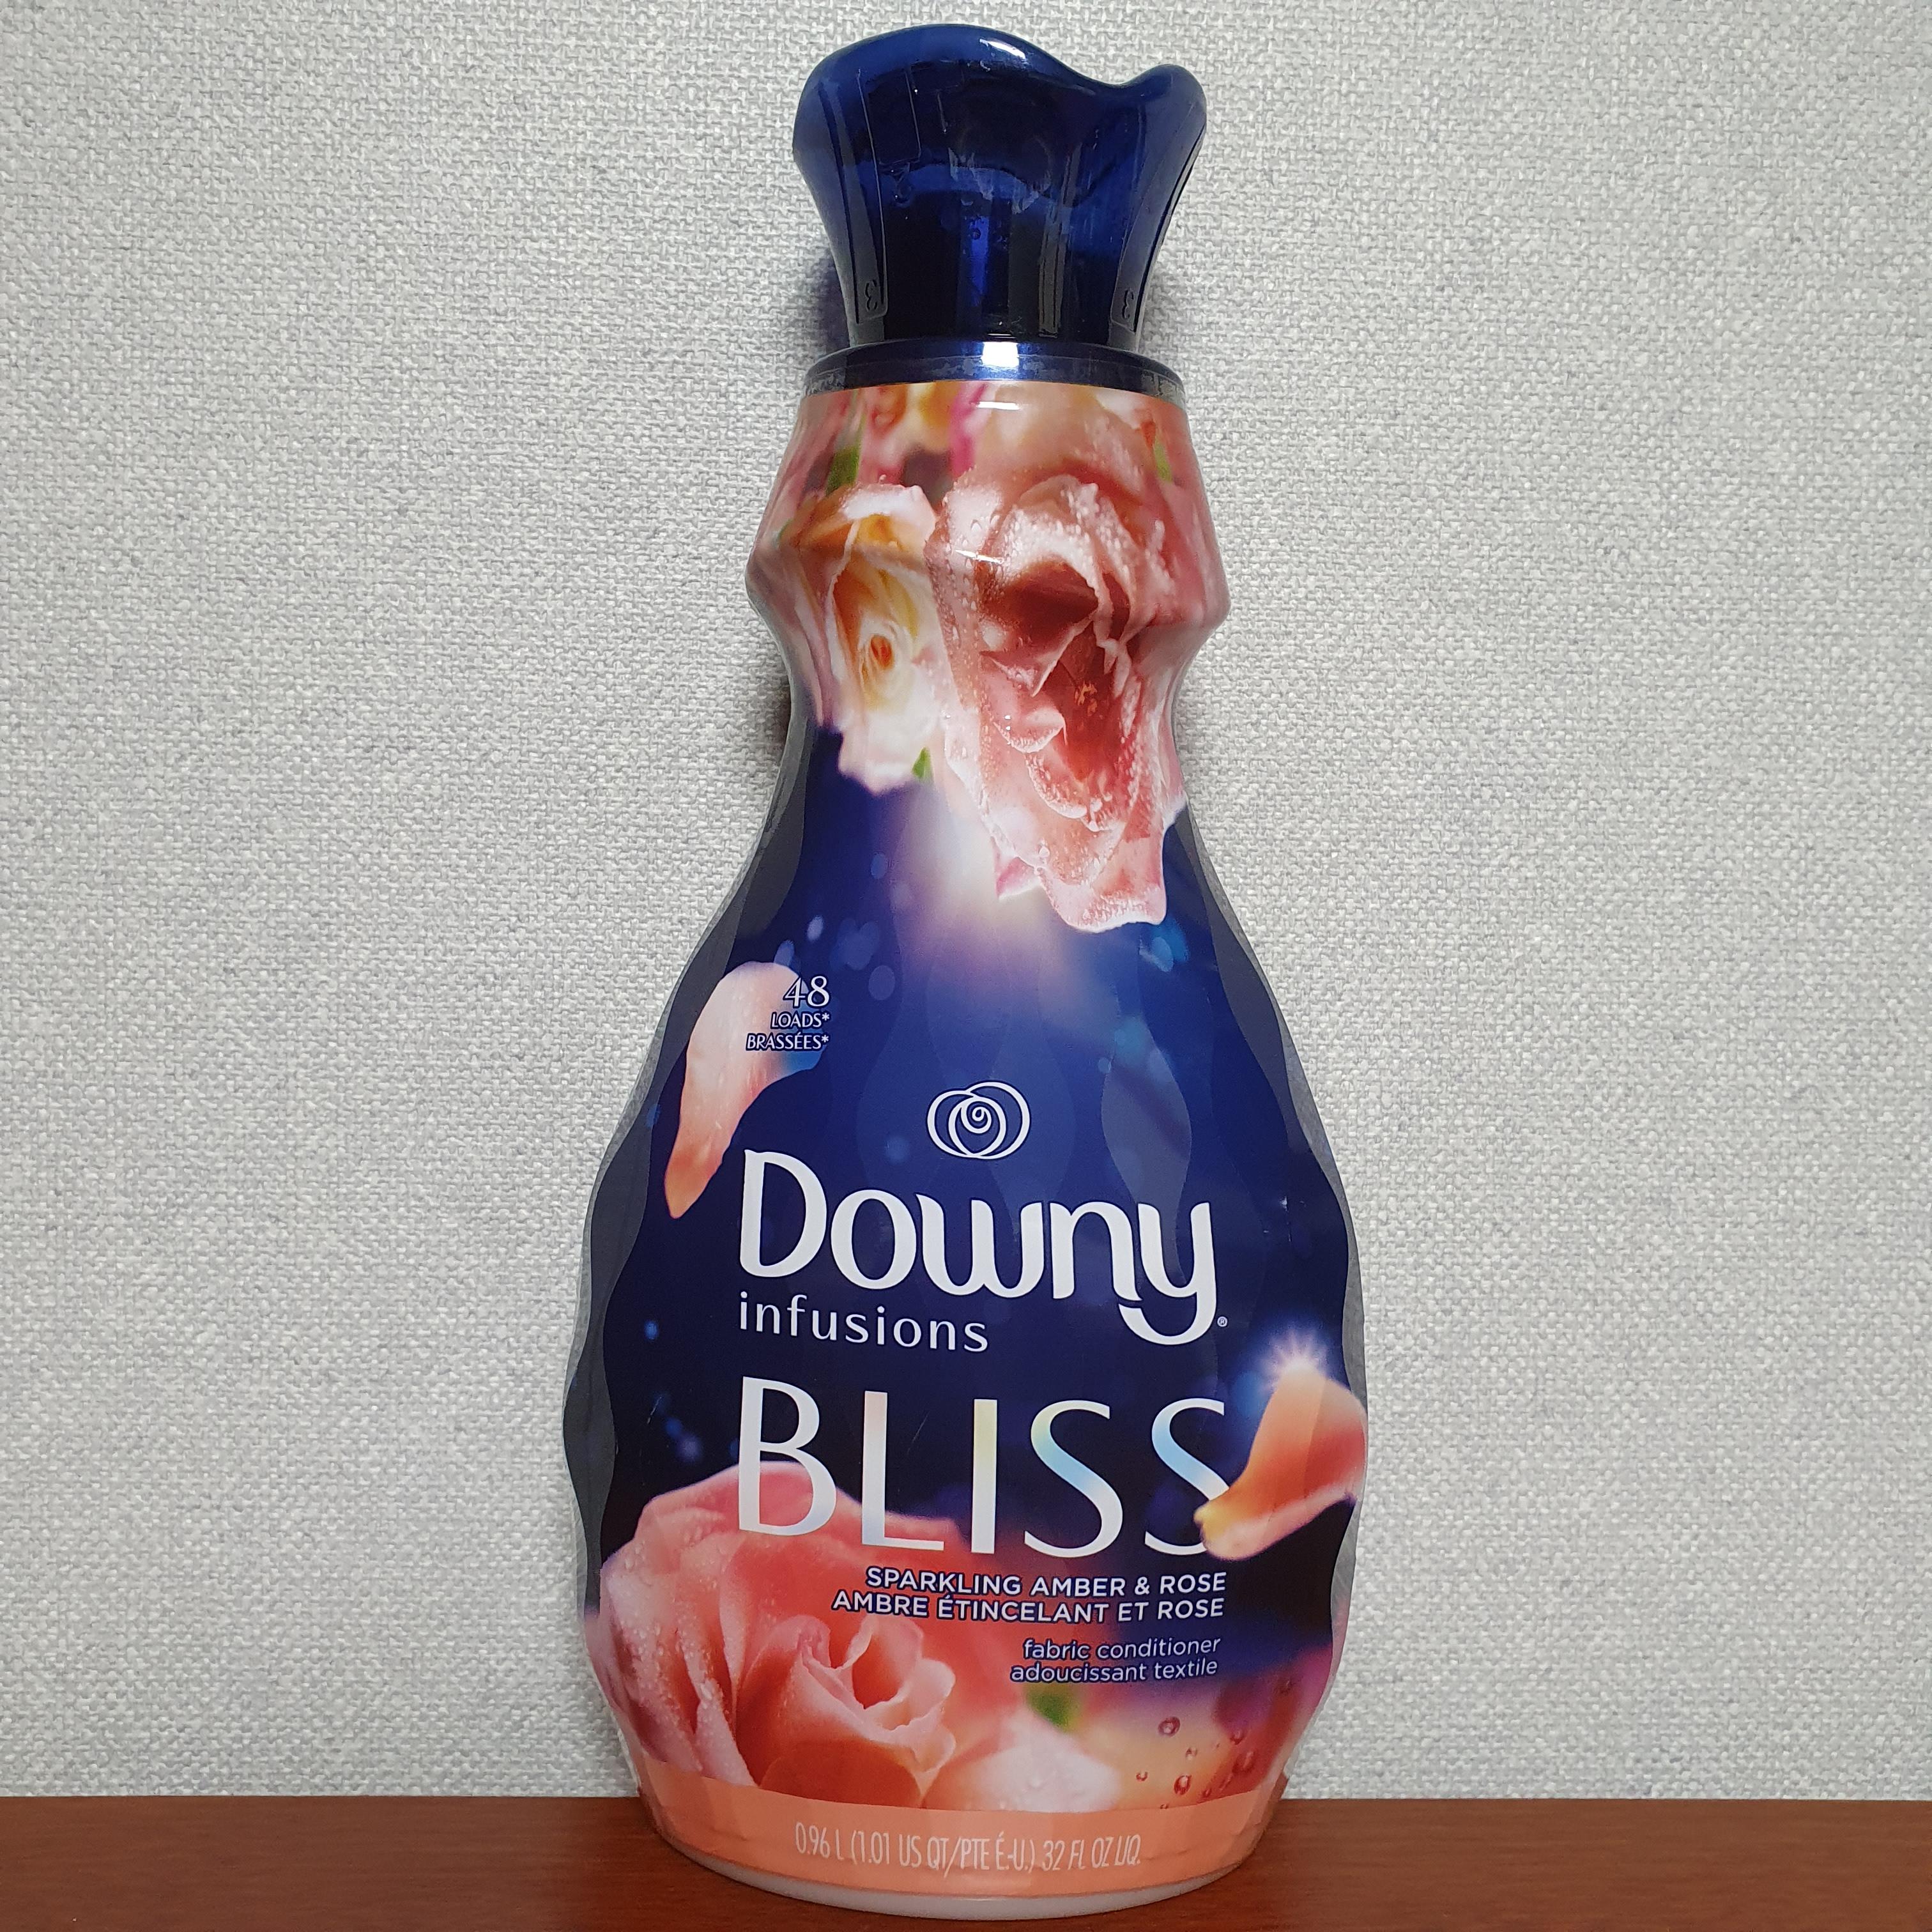 48
LOADS*
BRASSÉES*
Downy®
infusions
BLISS
SPARKLING AMBER & ROSE
AMBRE ÉTINCELANT ET ROSE
fabric conditioner
adoucissant textile
0.96 L (1.01 US QT/PTE É.-U.) 32 FL OZ LIQ.